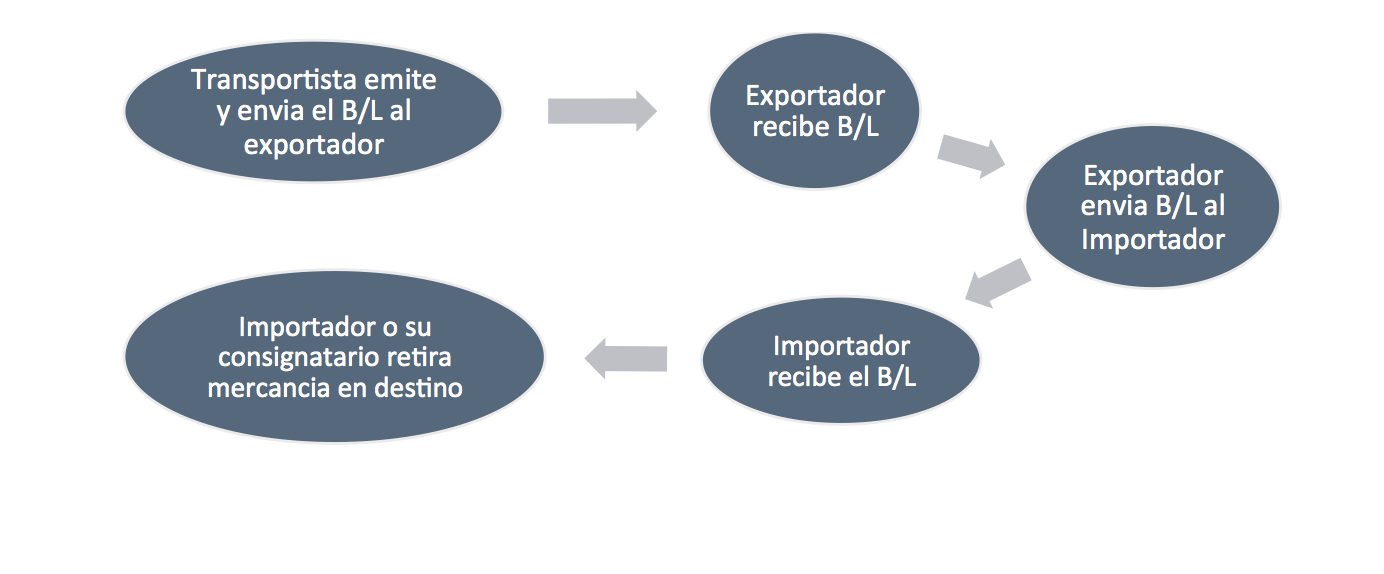 Transportista emite
y envia el B/L al
exportador
Exportador
recibe B/L
Exportador
envia B/L al
Importador
Importador
recibe el B/L
Importador o su
consignatario retira
mercancia en destino